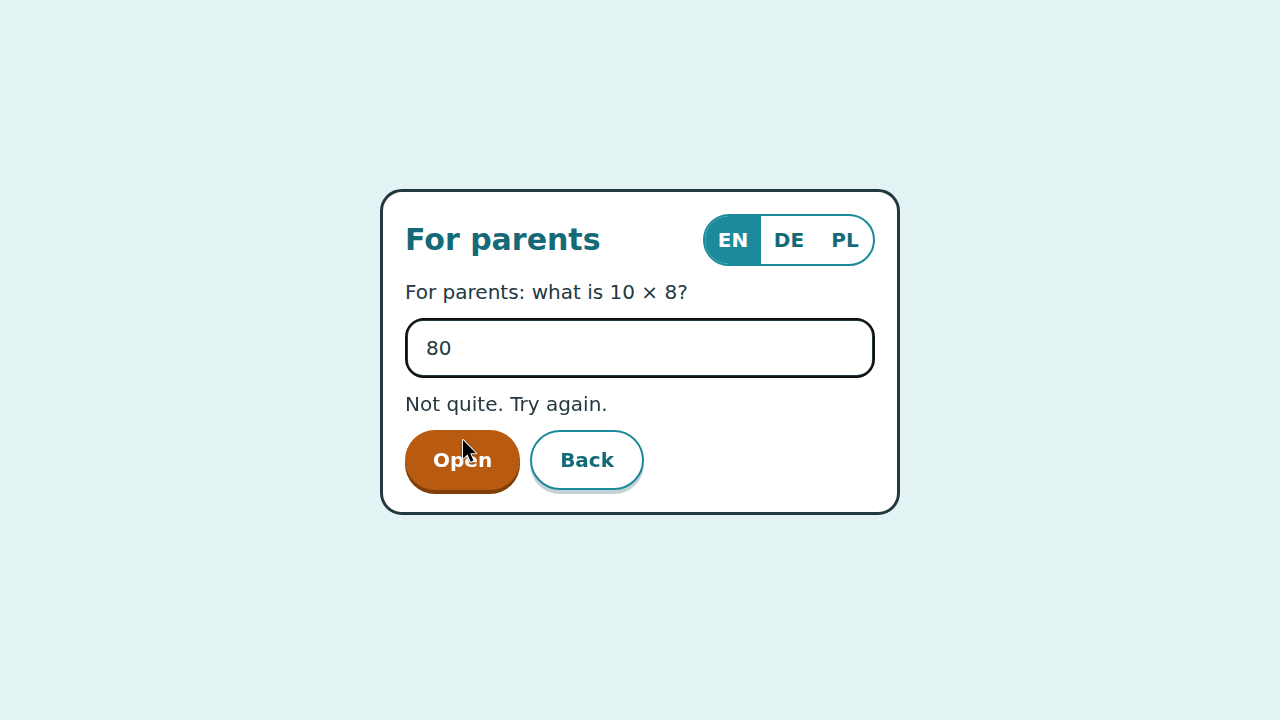 For parents
EN DE PL
For parents: what is 10 × 8?
80
Not quite. Try again.
Open Back